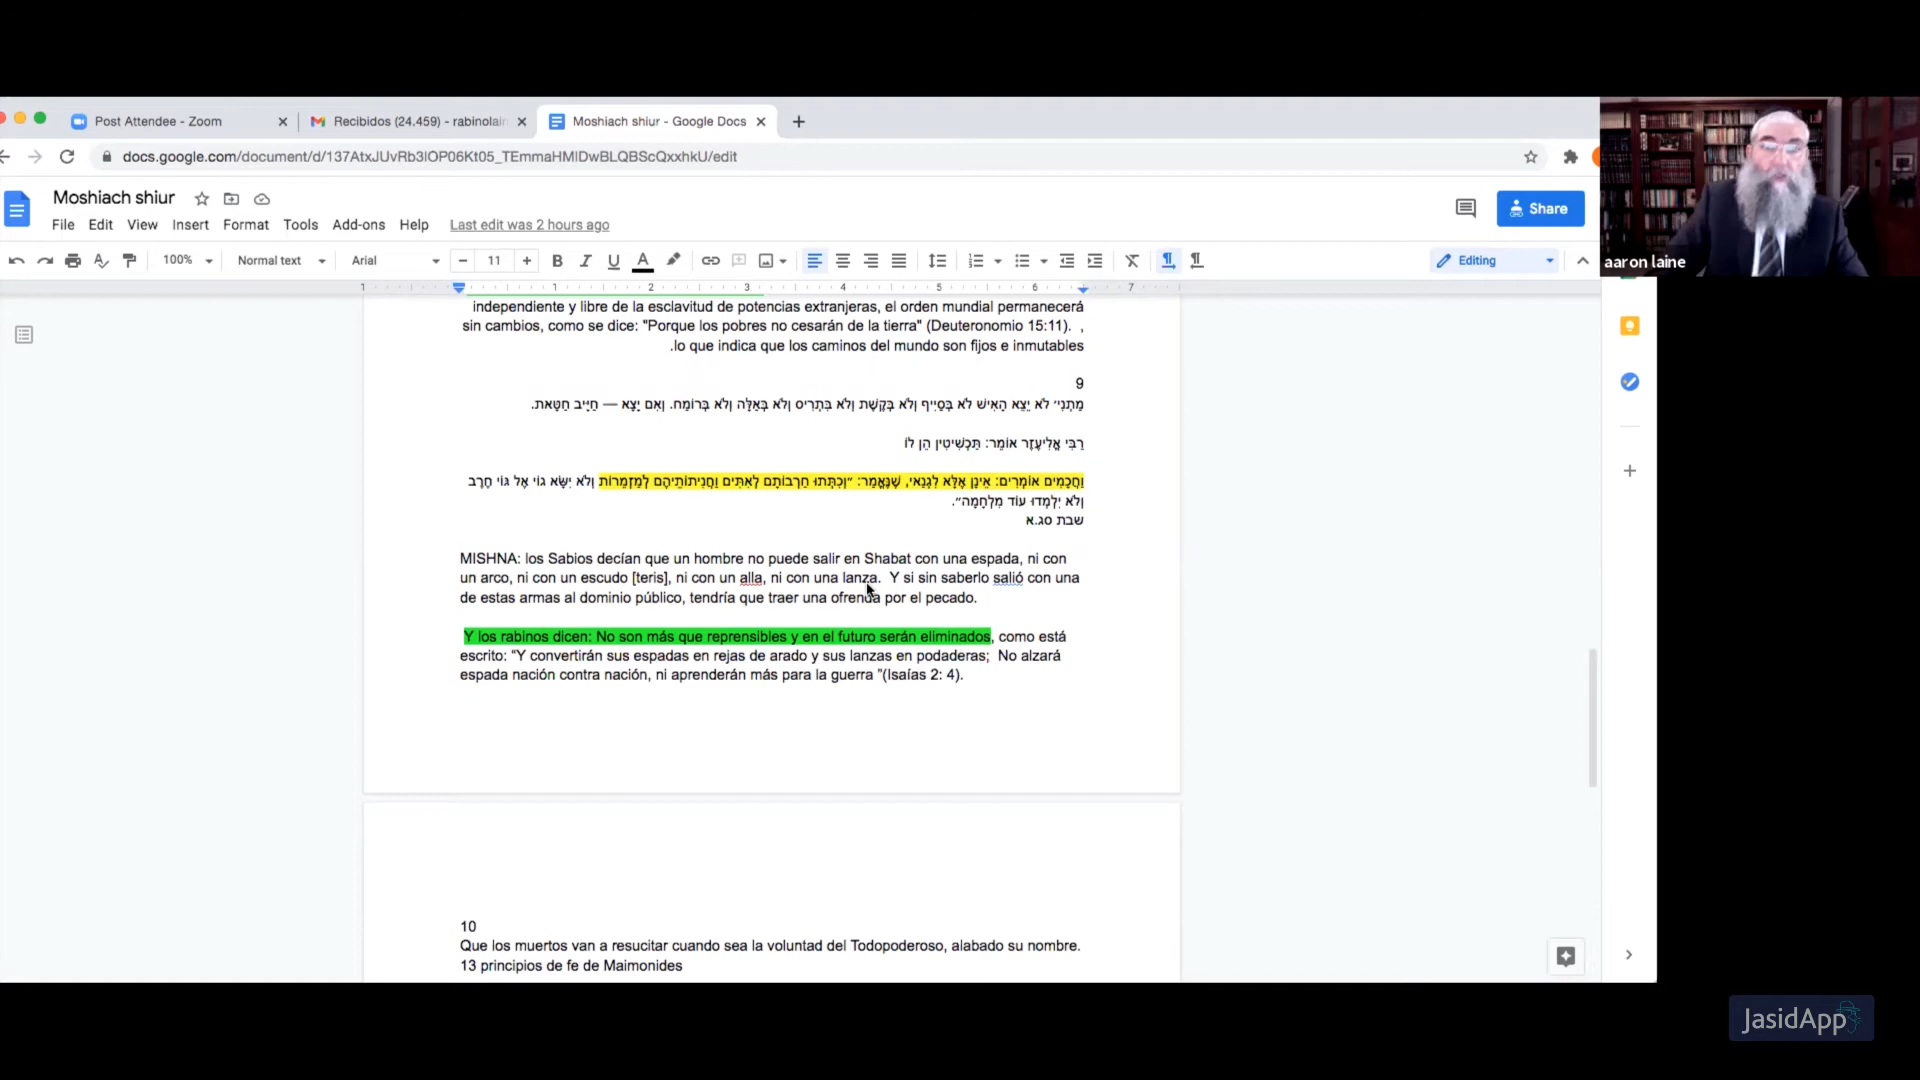 Post Attendee - Zoom
Recibidos (24.459) - rabinolain
Moshiach shiur - Google Docs
docs.google.com/document/d/137AtxJUvRb3lOP06Kt05_TEmmaHMlDwBLQBScQxxhkU/edit
Moshiach shiur
File Edit View Insert Format Tools Add-ons Help Last edit was 2 hours ago
Share
100% Normal text Arial 11 Editing
aaron laine
1 1 2 3 4 5 6 7
independiente y libre de la esclavitud de potencias extranjeras, el orden mundial permanecerá
sin cambios, como se dice: "Porque los pobres no cesarán de la tierra" (Deuteronomio 15:11). ,
.lo que indica que los caminos del mundo son fijos e inmutables
9
מַתְנִי׳ לֹא יֵצֵא הָאִישׁ לֹא בְּסַיִיף וְלֹא בְּקֶשֶׁת וְלֹא בִּתְרִיס וְלֹא בְּאַלָּה וְלֹא בְּרוֹמַח. וְאִם יָצָא — חַיָּיב חַטָּאת.
רַבִּי אֱלִיעֶזֶר אוֹמֵר: תַּכְשִׁיטִין הֵן לוֹ
וַחֲכָמִים אוֹמְרִים: אֵינָן אֶלָּא לִגְנַאי, שֶׁנֶּאֱמַר: ״וְכִתְּתוּ חַרְבוֹתָם לְאִתִּים וַחֲנִיתוֹתֵיהֶם לְמַזְמֵרוֹת וְלֹא יִשָּׂא גוֹי אֶל גּוֹי חֶרֶב
וְלֹא יִלְמְדוּ עוֹד מִלְחָמָה״.
שבת סג.א
MISHNA: los Sabios decían que un hombre no puede salir en Shabat con una espada, ni con
un arco, ni con un escudo [teris], ni con un alla, ni con una lanza.  Y si sin saberlo salió con una
de estas armas al dominio público, tendría que traer una ofrenda por el pecado.
Y los rabinos dicen: No son más que reprensibles y en el futuro serán eliminados, como está
escrito: “Y convertirán sus espadas en rejas de arado y sus lanzas en podaderas;  No alzará
espada nación contra nación, ni aprenderán más para la guerra ”(Isaías 2: 4).
10
Que los muertos van a resucitar cuando sea la voluntad del Todopoderoso, alabado su nombre.
13 principios de fe de Maimonides
JasidApp